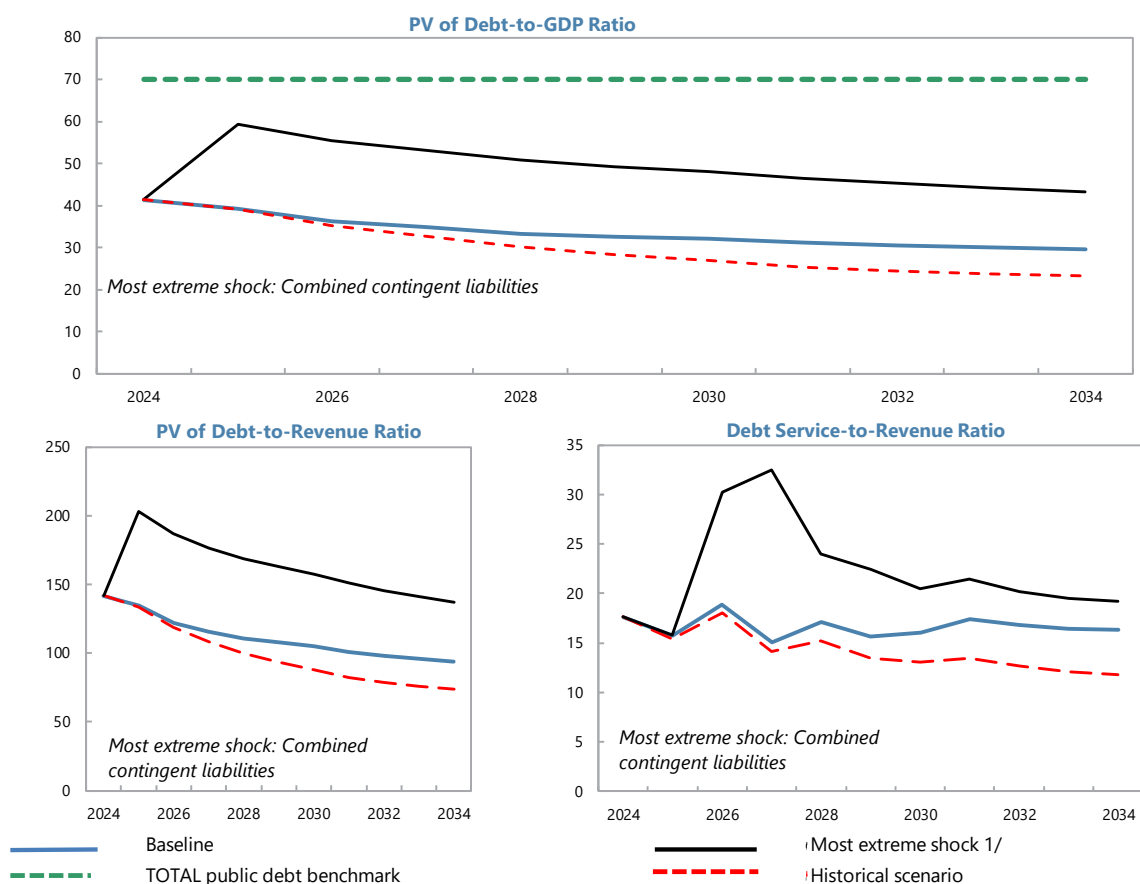 PV of Debt-to-GDP Ratio
80
70
60
50
40
30
20
10
0
Most extreme shock: Combined contingent liabilities
2024 2026 2028 2030 2032 2034
PV of Debt-to-Revenue Ratio
250
200
150
100
50
0
Most extreme shock: Combined
contingent liabilities
2024 2026 2028 2030 2032 2034
Debt Service-to-Revenue Ratio
35
30
25
20
15
10
5
0
Most extreme shock: Combined
contingent liabilities
2024 2026 2028 2030 2032 2034
Baseline
Most extreme shock 1/
TOTAL public debt benchmark
Historical scenario